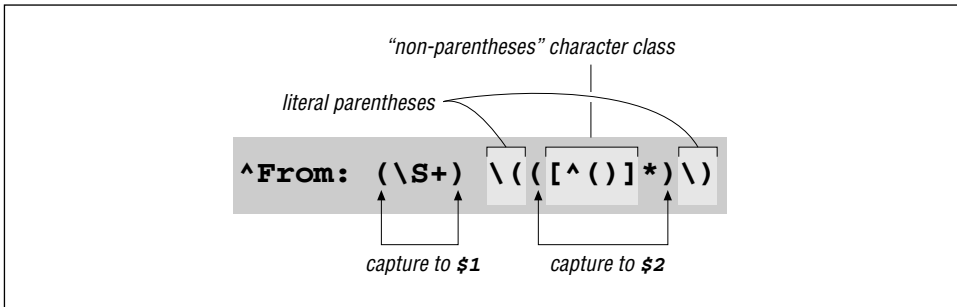 “non-parentheses” character class
literal parentheses
^From: (\S+) \(([^()]*)\)
capture to $1 capture to $2